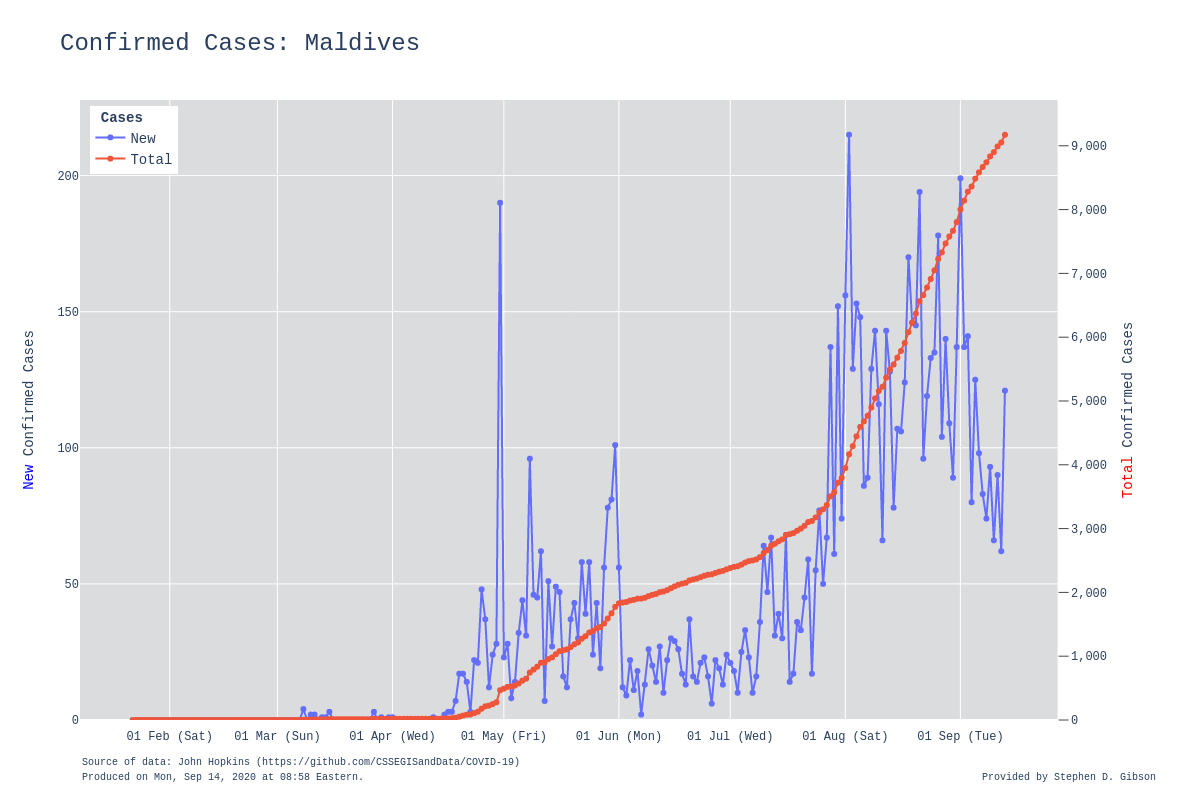 Confirmed Cases: Maldives
Cases
New
Total
200
150
100
50
0
New Confirmed Cases
9,000
8,000
7,000
6,000
5,000
4,000
3,000
2,000
1,000
0
Total Confirmed Cases
01 Feb (Sat) 01 Mar (Sun) 01 Apr (Wed) 01 May (Fri) 01 Jun (Mon) 01 Jul (Wed) 01 Aug (Sat) 01 Sep (Tue)
Source of data: John Hopkins (https://github.com/CSSEGISandData/COVID-19)
Produced on Mon, Sep 14, 2020 at 08:58 Eastern.
Provided by Stephen D. Gibson